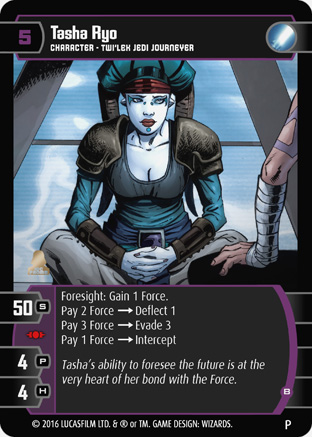 5
Tasha Ryo
CHARACTER - TWI'LEK JEDI JOURNEYER
50 S
Foresight: Gain 1 Force.
Pay 2 Force → Deflect 1
Pay 3 Force → Evade 3
Pay 1 Force → Intercept
4 P
4 H
Tasha's ability to foresee the future is at the
very heart of her bond with the Force.
B
© 2016 LUCASFILM LTD. & ® or TM. GAME DESIGN: WIZARDS.
P